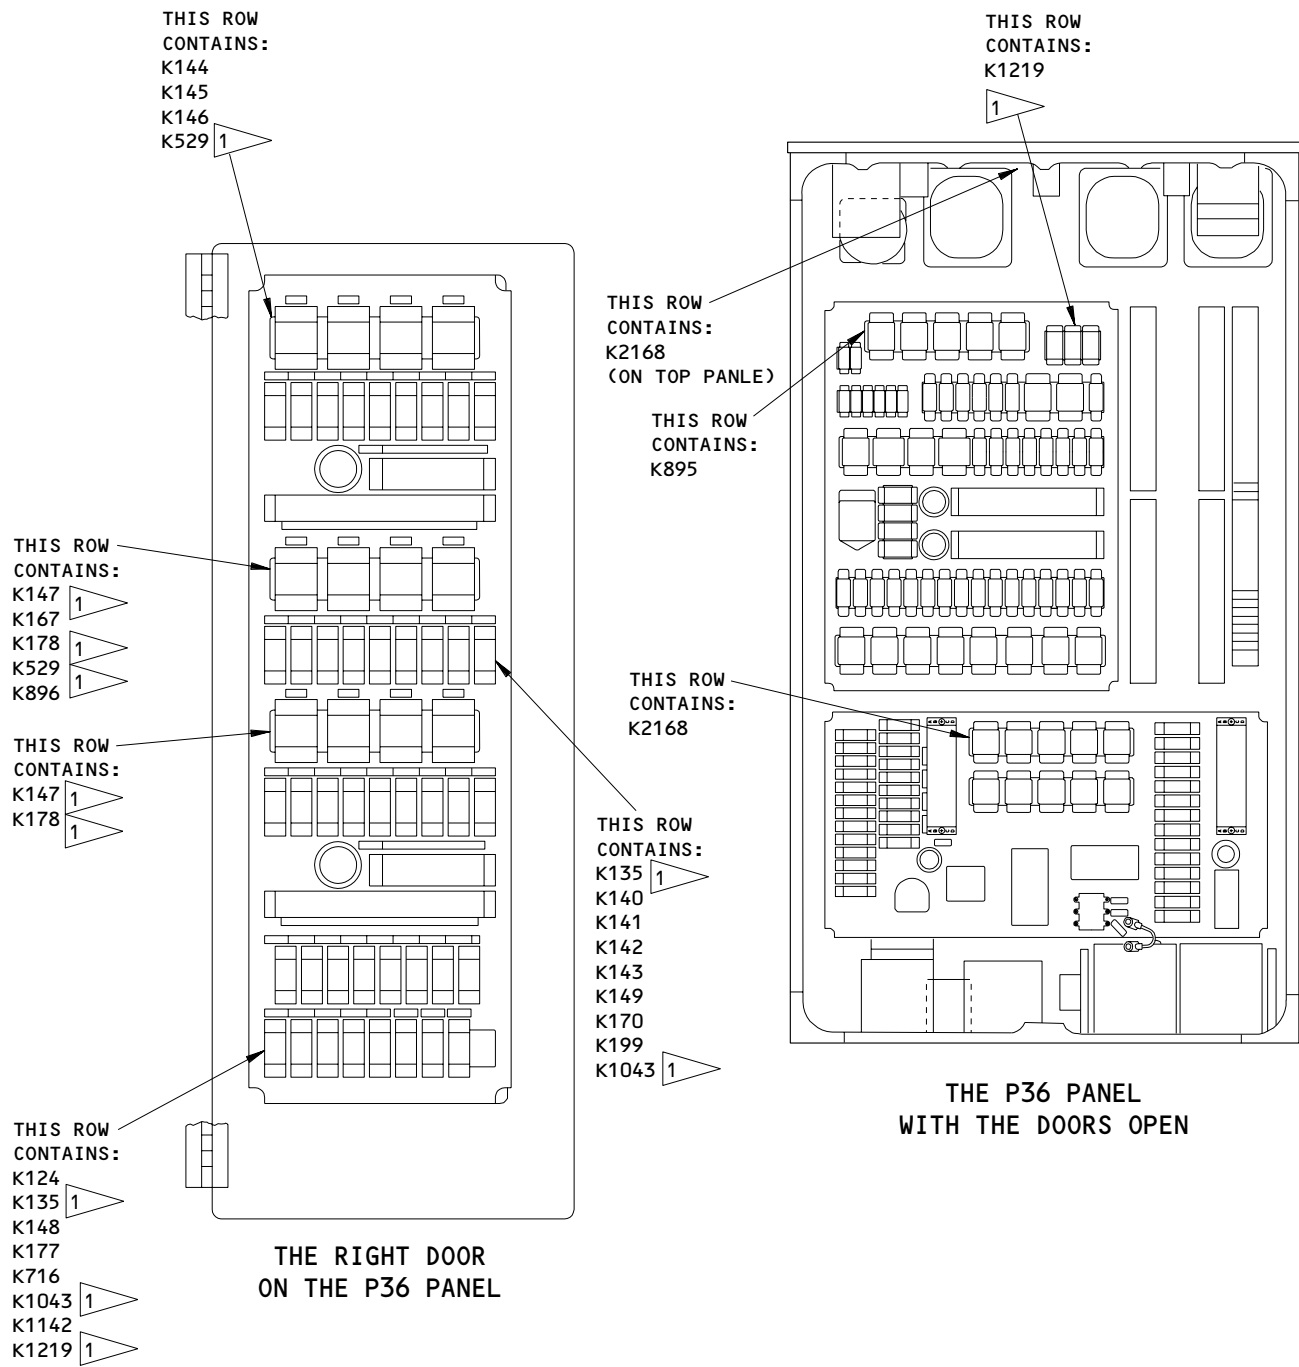 THIS ROW
CONTAINS:
K144
K145
K146
K529 1
THIS ROW
CONTAINS:
K1219
1
THIS ROW
CONTAINS:
K2168
(ON TOP PANLE)
THIS ROW
CONTAINS:
K895
THIS ROW
CONTAINS:
K147 1
K167
K178 1
K529
K896 1
THIS ROW
CONTAINS:
K2168
THIS ROW
CONTAINS:
K147 1
K178 1
THIS ROW
CONTAINS:
K135 1
K140
K141
K142
K143
K149
K170
K199
K1043 1
THE P36 PANEL
WITH THE DOORS OPEN
THIS ROW
CONTAINS:
K124
K135 1
K148
K177
K716
K1043 1
K1142
K1219 1
THE RIGHT DOOR
ON THE P36 PANEL